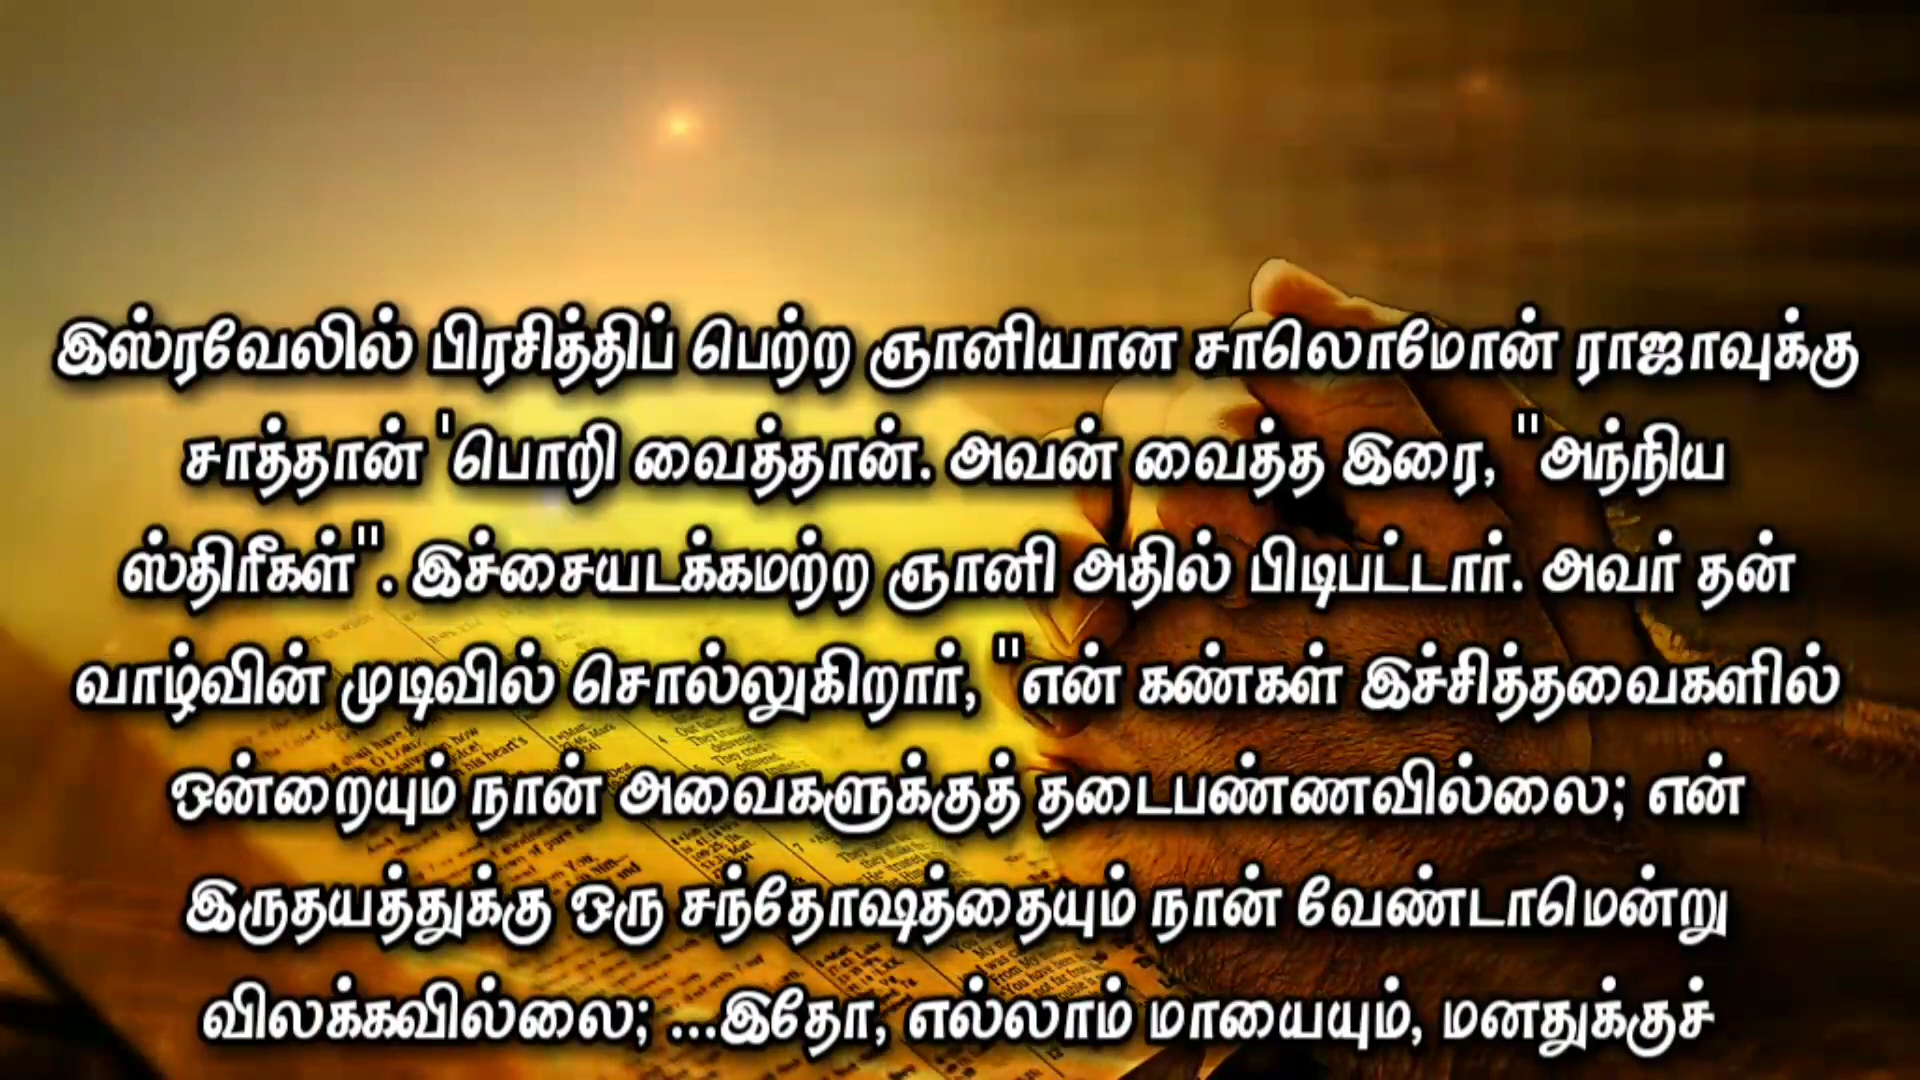 இஸ்ரவேலில் பிரசித்திப் பெற்ற ஞானியான சாலொமோன் ராஜாவுக்கு
சாத்தான் 'பொறி வைத்தான். அவன் வைத்த இரை, "அந்நிய
ஸ்திரீகள்". இச்சையடக்கமற்ற ஞானி அதில் பிடிபட்டார். அவர் தன்
வாழ்வின் முடிவில் சொல்லுகிறார், "என் கண்கள் இச்சித்தவைகளில்
ஒன்றையும் நான் அவைகளுக்குத் தடைபண்ணவில்லை; என்
இருதயத்துக்கு ஒரு சந்தோஷத்தையும் நான் வேண்டாமென்று
விலக்கவில்லை; ...இதோ, எல்லாம் மாயையும், மனதுக்குச்